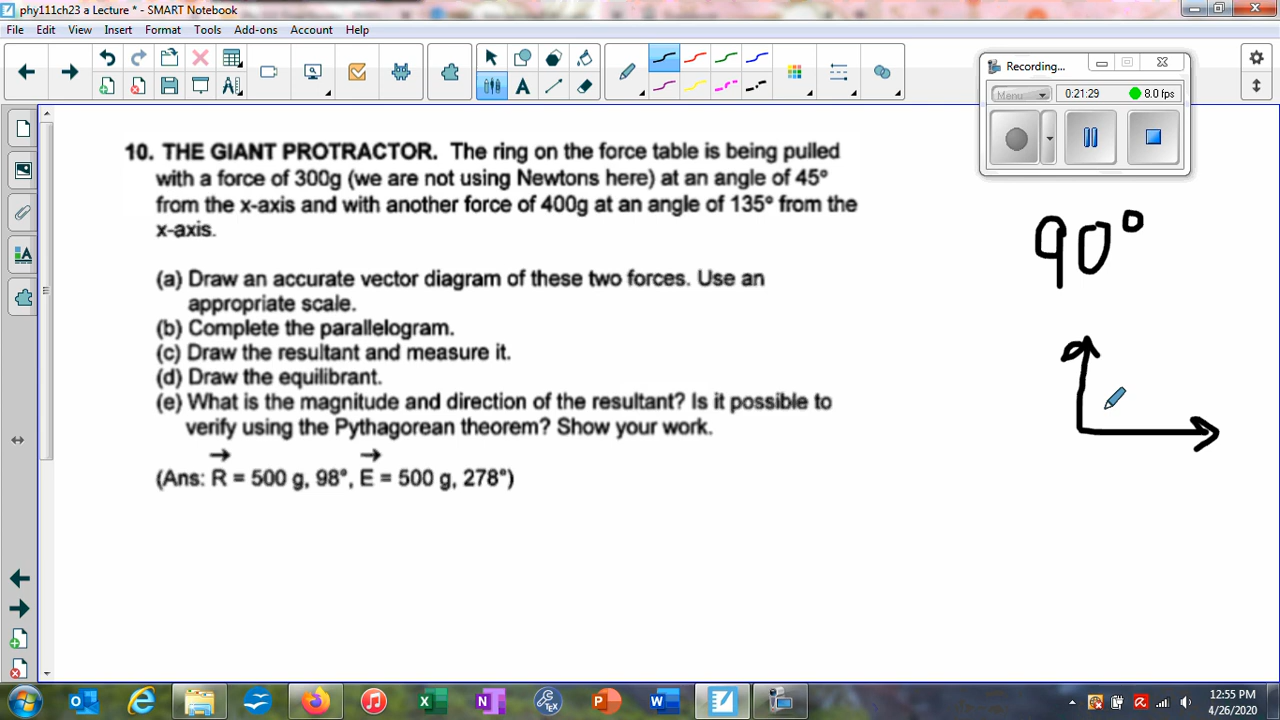 phy111ch23 a Lecture * - SMART Notebook
File Edit View Insert Format Tools Add-ons Account Help
Recording...
Menu 0:21:29 8.0 fps
10. THE GIANT PROTRACTOR. The ring on the force table is being pulled
with a force of 300g (we are not using Newtons here) at an angle of 45°
from the x-axis and with another force of 400g at an angle of 135° from the
x-axis.
90°
(a) Draw an accurate vector diagram of these two forces. Use an
appropriate scale.
(b) Complete the parallelogram.
(c) Draw the resultant and measure it.
(d) Draw the equilibrant.
(e) What is the magnitude and direction of the resultant? Is it possible to
verify using the Pythagorean theorem? Show your work.
(Ans: R = 500 g, 98°, E = 500 g, 278°)
12:55 PM
4/26/2020